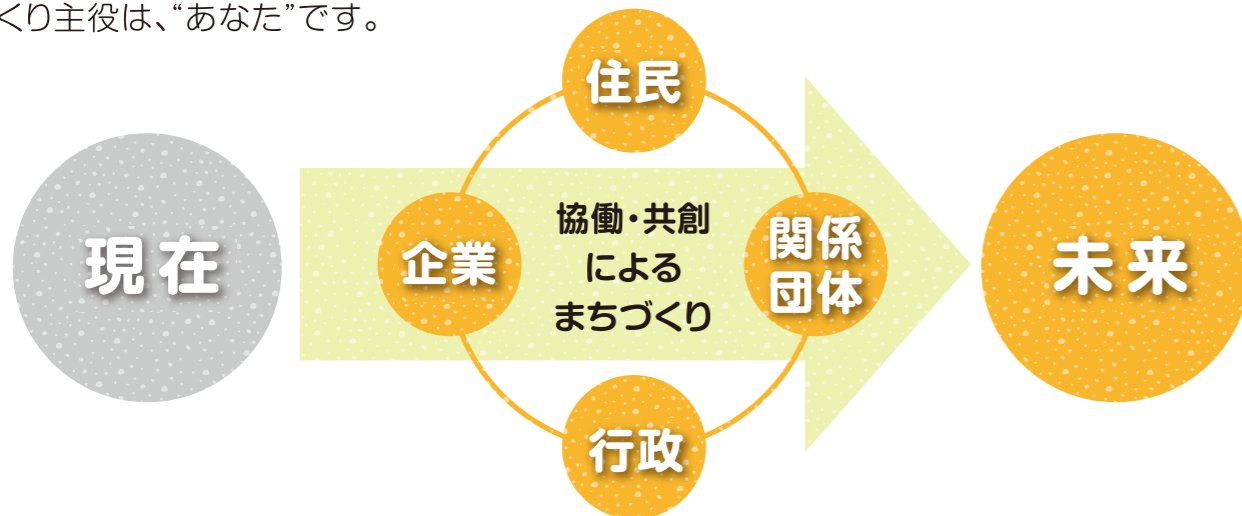 くり主役は、“あなた”です。
住民
現在
企業
協働・共創
による
まちづくり
関係
団体
未来
行政